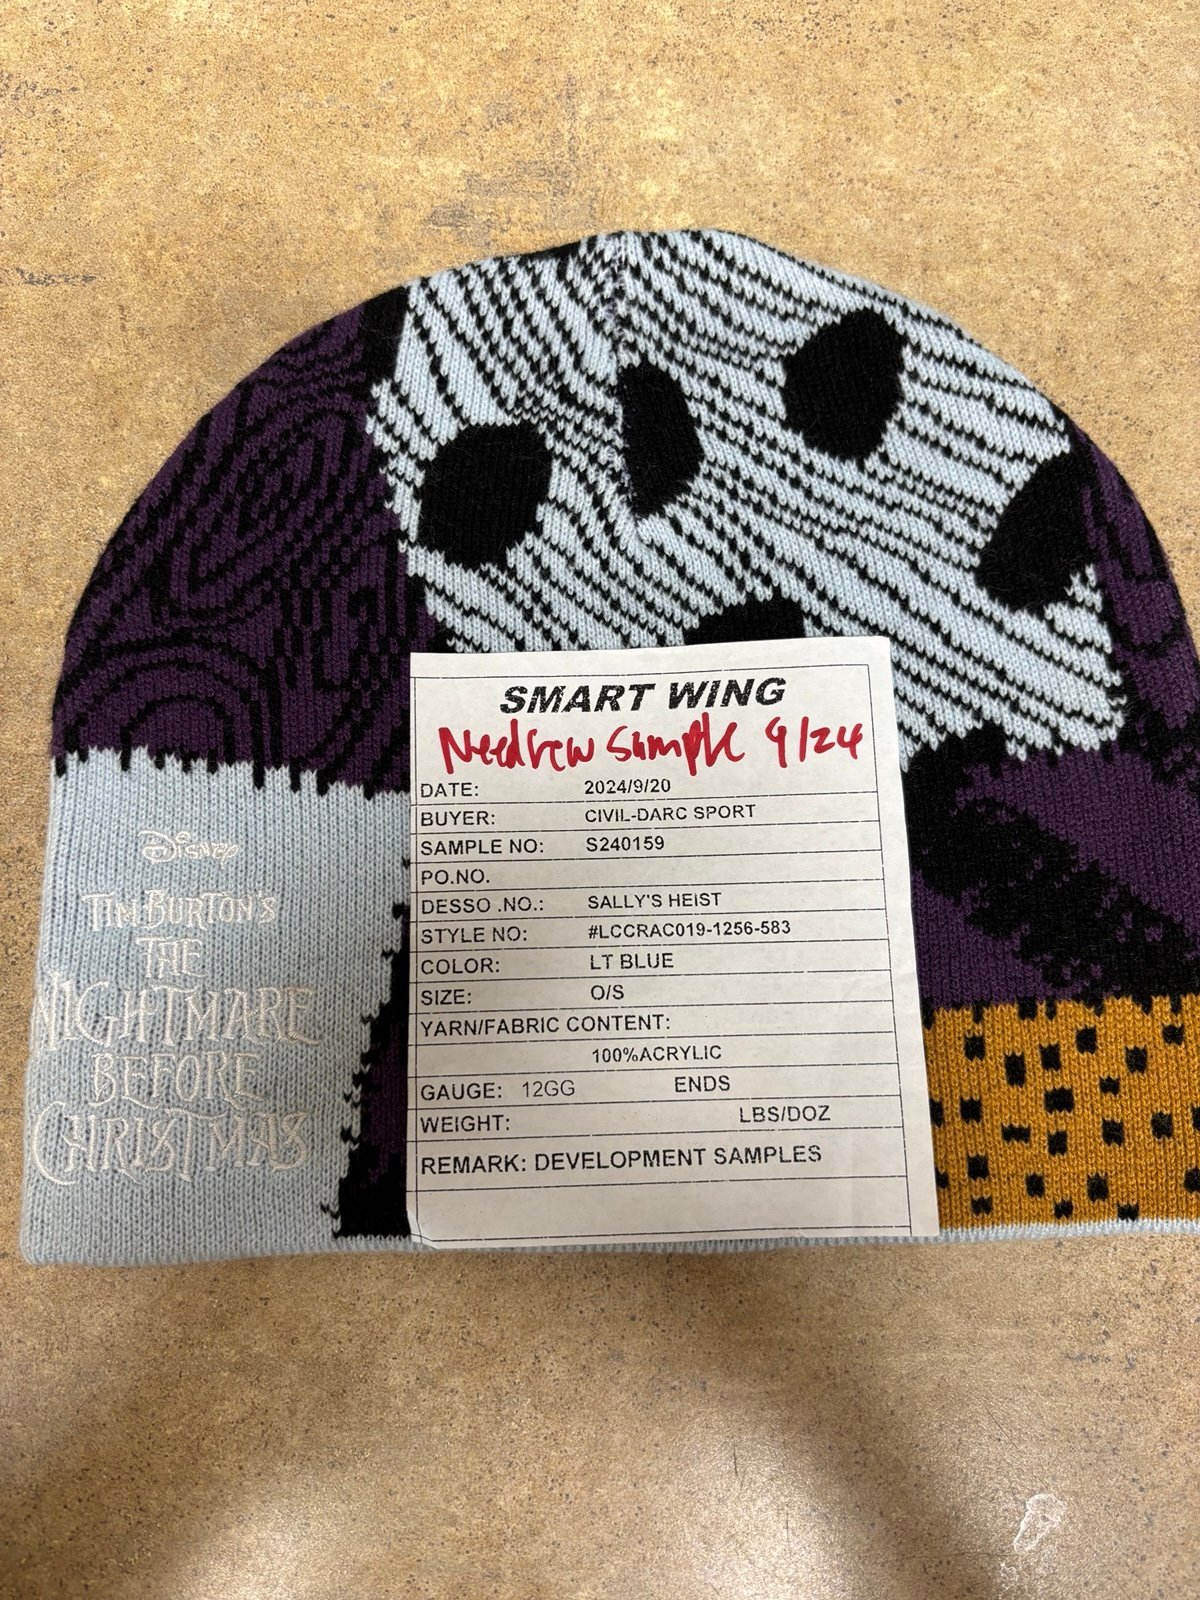 SMART WING
Need new Sample 9/24
DATE: 2024/9/20
BUYER: CIVIL-DARC SPORT
SAMPLE NO: S240159
PO.NO.
DESSO .NO.: SALLY'S HEIST
STYLE NO: #LCCRAC019-1256-583
COLOR: LT BLUE
SIZE: O/S
YARN/FABRIC CONTENT:
100%ACRYLIC
GAUGE: 12GG ENDS
WEIGHT: LBS/DOZ
REMARK: DEVELOPMENT SAMPLES
Disney
TIM BURTON'S
THE
NIGHTMARE
BEFORE
CHRISTMAS